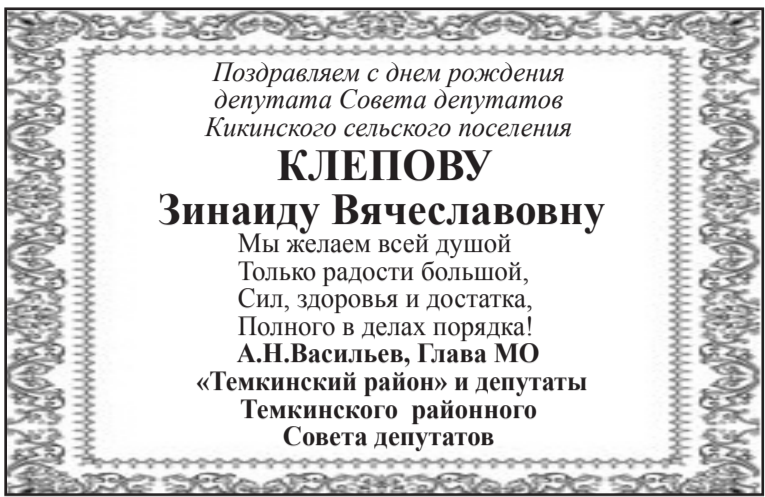 Поздравляем с днем рождения
депутата Совета депутатов
Кикинского сельского поселения
КЛЕПОВУ
Зинаиду Вячеславовну
Мы желаем всей душой
Только радости большой,
Сил, здоровья и достатка,
Полного в делах порядка!
А.Н.Васильев, Глава МО
«Темкинский район» и депутаты
Темкинского районного
Совета депутатов